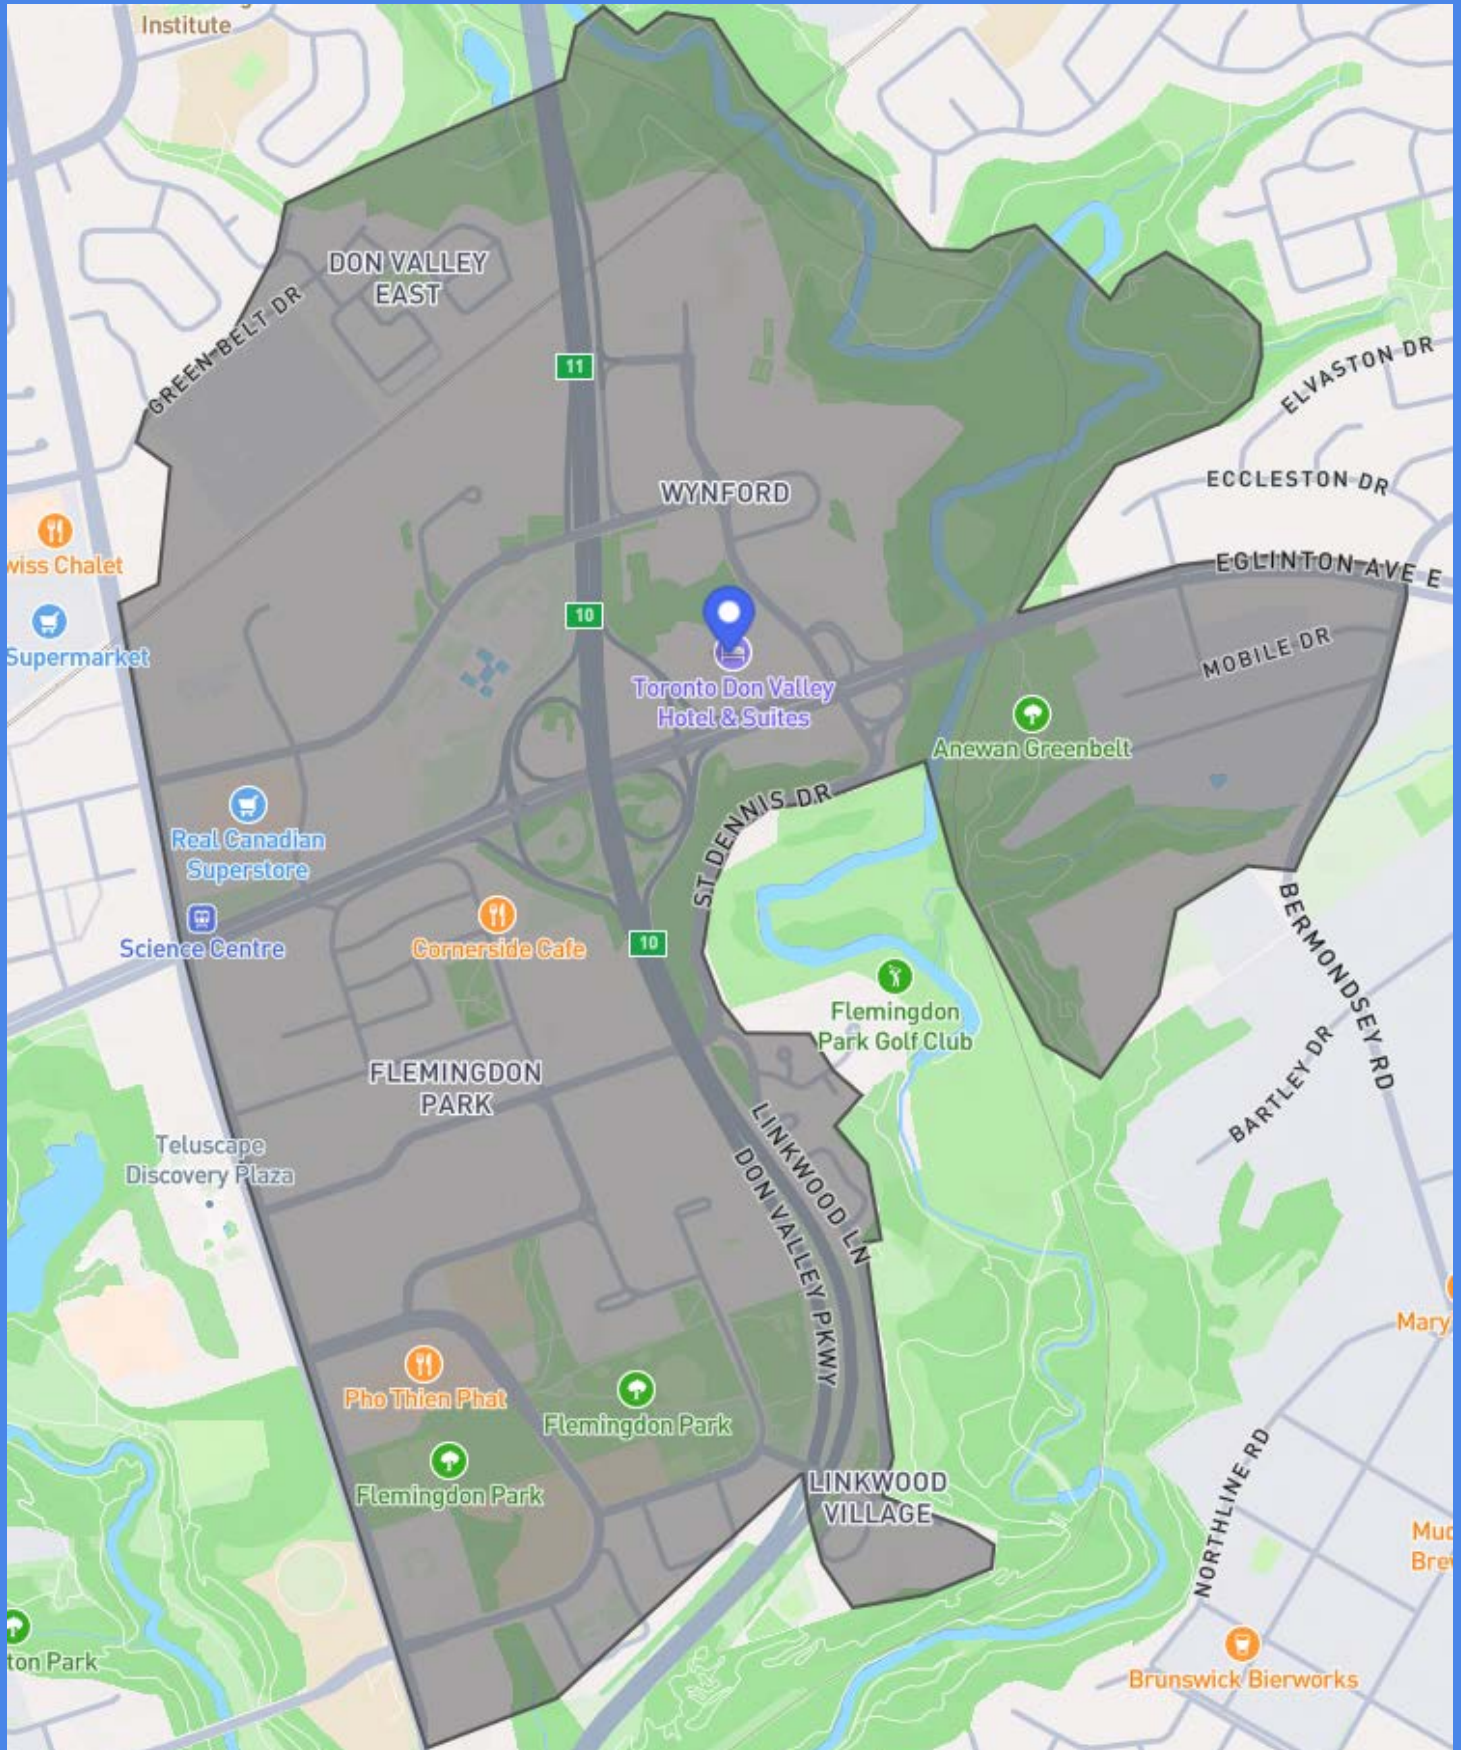 Institute
DON VALLEY
EAST
GREEN BELT DR
11
ELVASTON DR
WYNFORD
ECCLESTON DR
wiss Chalet
EGLINTON AVE E
10
Supermarket
MOBILE DR
Toronto Don Valley
Hotel & Suites
Anewan Greenbelt
ST DENNIS DR
Real Canadian
Superstore
Science Centre
Cornerside Cafe
10
BERMONDSEY RD
Flemingdon
Park Golf Club
FLEMINGDON
PARK
BARTLEY DR
LINKWOOD LN
Teluscape
Discovery Plaza
DON VALLEY PKWY
Mary
Pho Thien Phat
Flemingdon Park
Flemingdon Park
LINKWOOD
VILLAGE
NORTHLINE RD
Mud
Brew
ton Park
Brunswick Bierworks